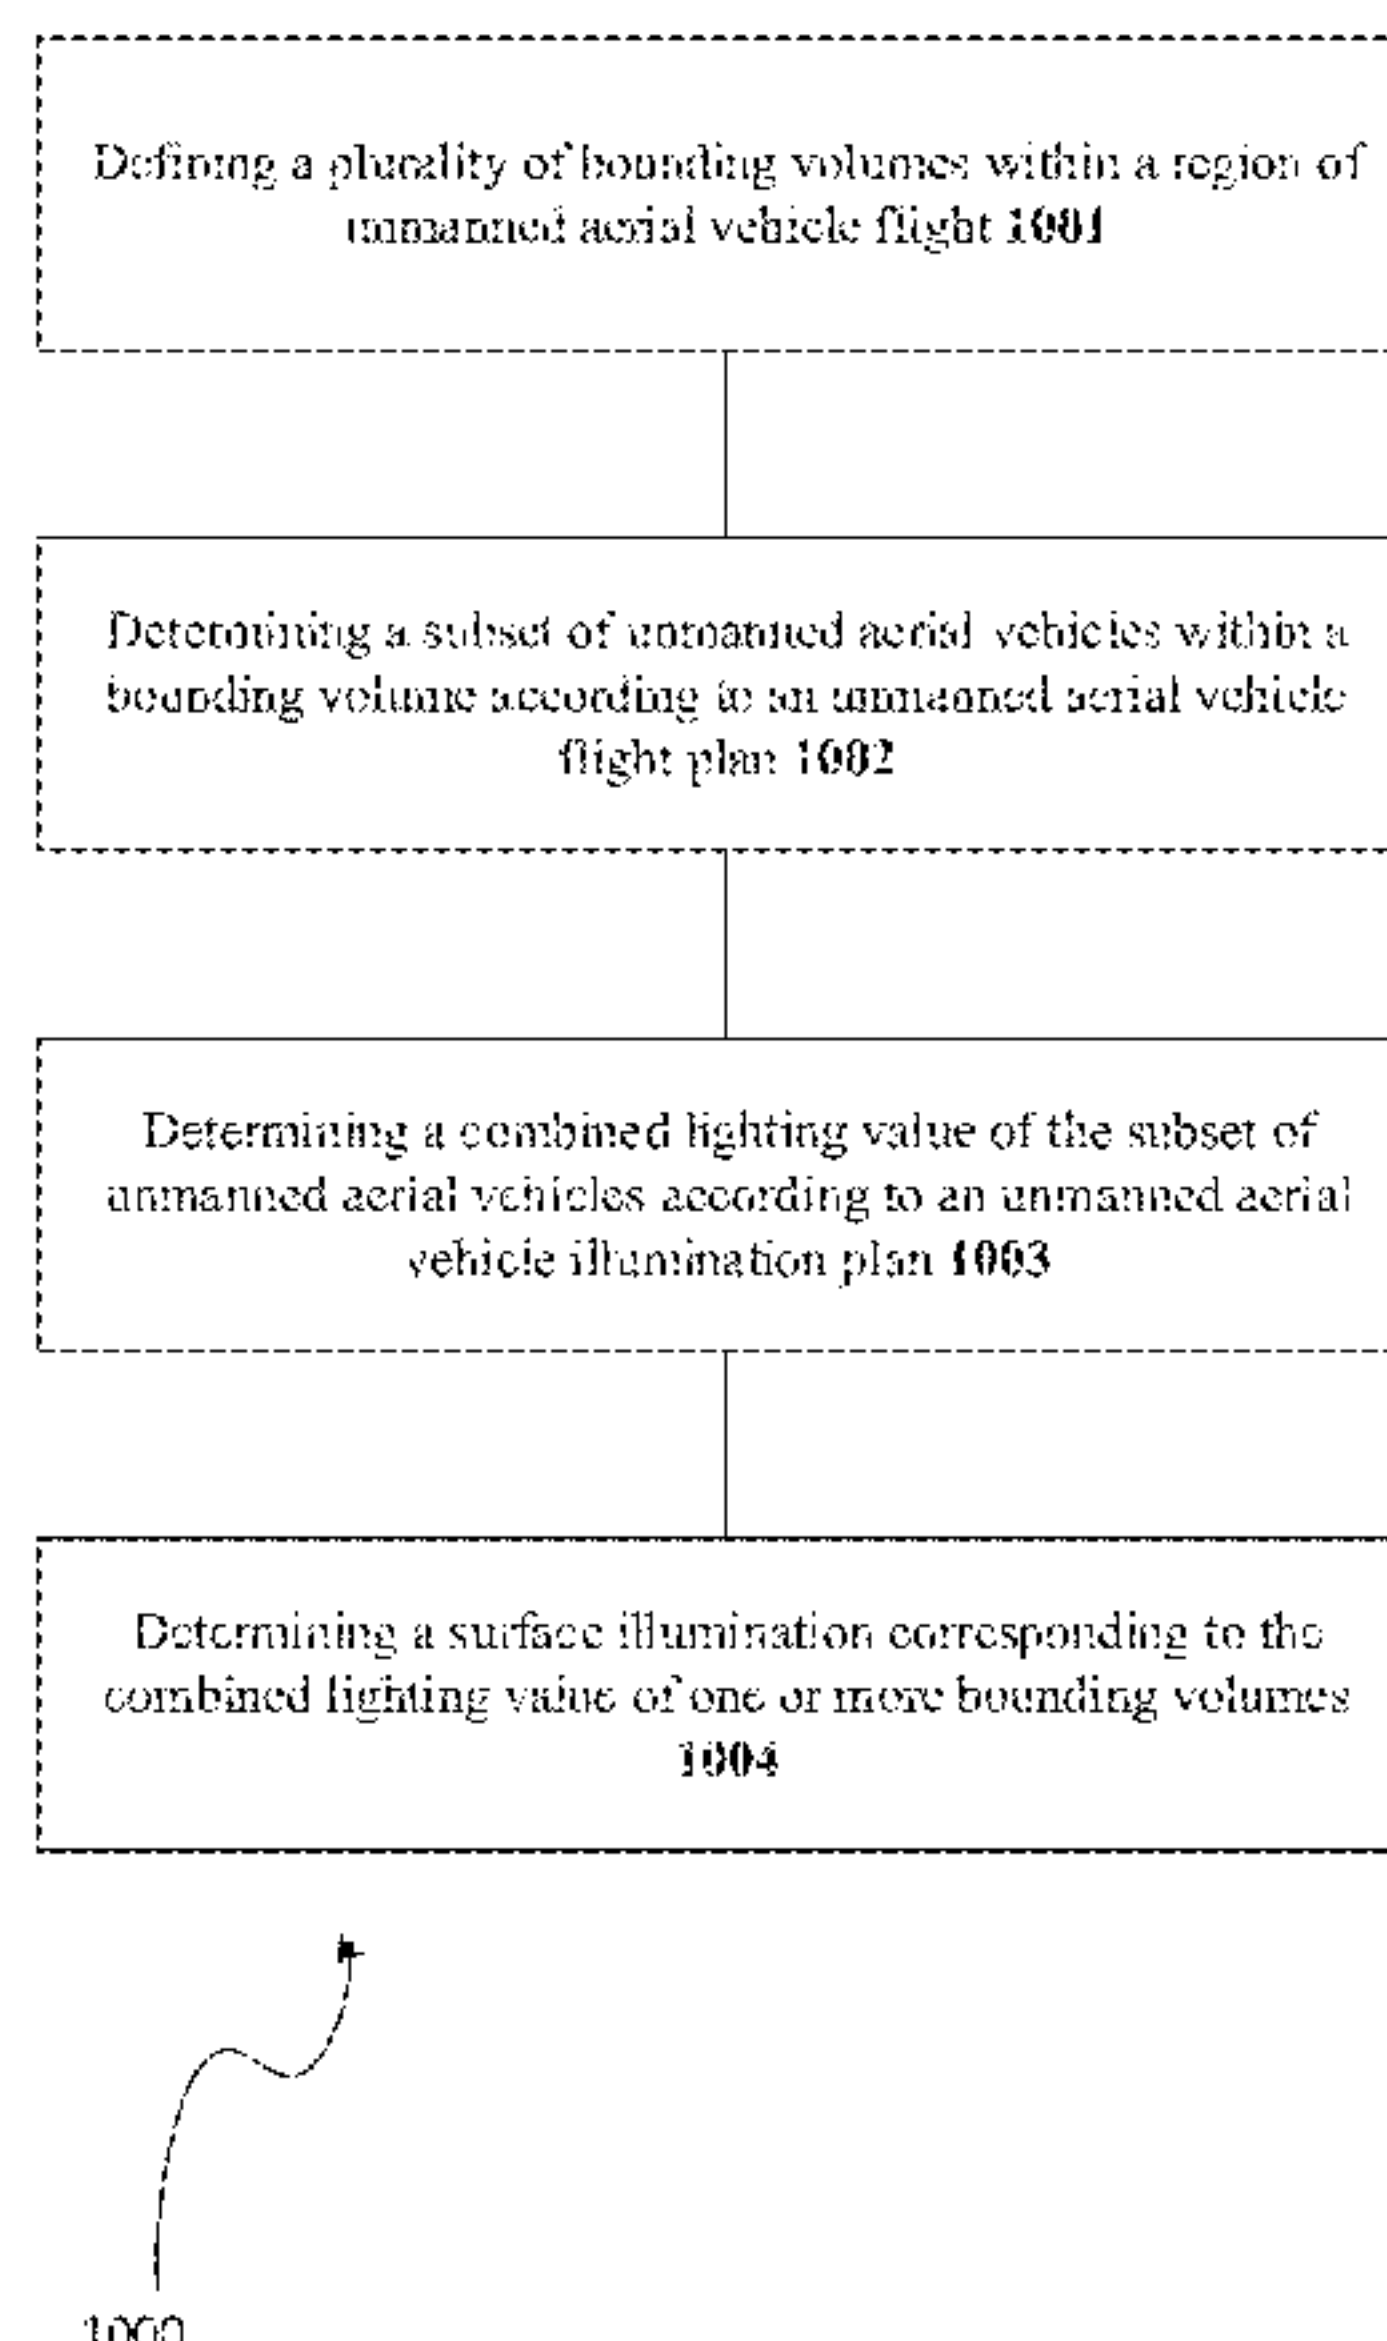 Defining a plurality of bounding volumes within a region of
unmanned aerial vehicle flight 1001
Determining a subset of unmanned aerial vehicles within a
bounding volume according to an unmanned aerial vehicle
flight plan 1002
Determining a combined lighting value of the subset of
unmanned aerial vehicles according to an unmanned aerial
vehicle illumination plan 1003
Determining a surface illumination corresponding to the
combined lighting value of one or more bounding volumes
1004
1000